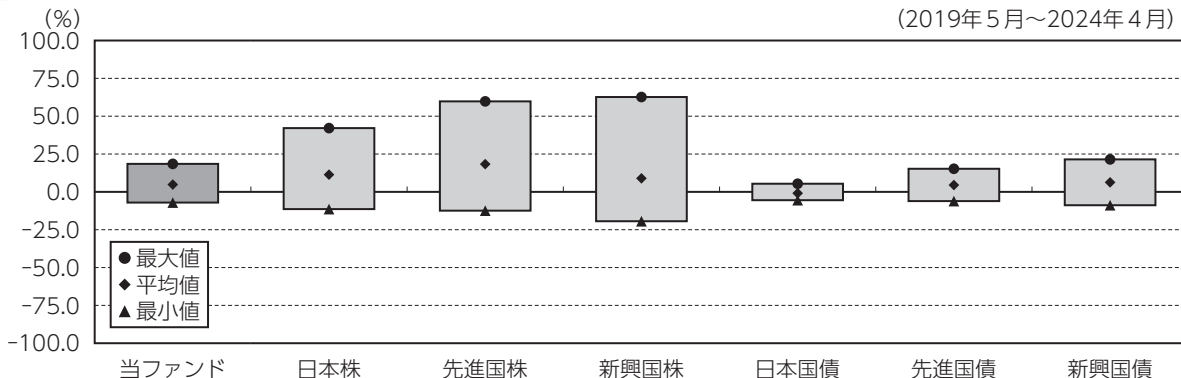 (%)
(2019年5月~2024年4月)
100.0
75.0
50.0
25.0
0.0
-25.0
-50.0
-75.0
-100.0
●最大値
◆平均値
▲最小値
当ファンド 日本株 先進国株 新興国株 日本国債 先進国債 新興国債